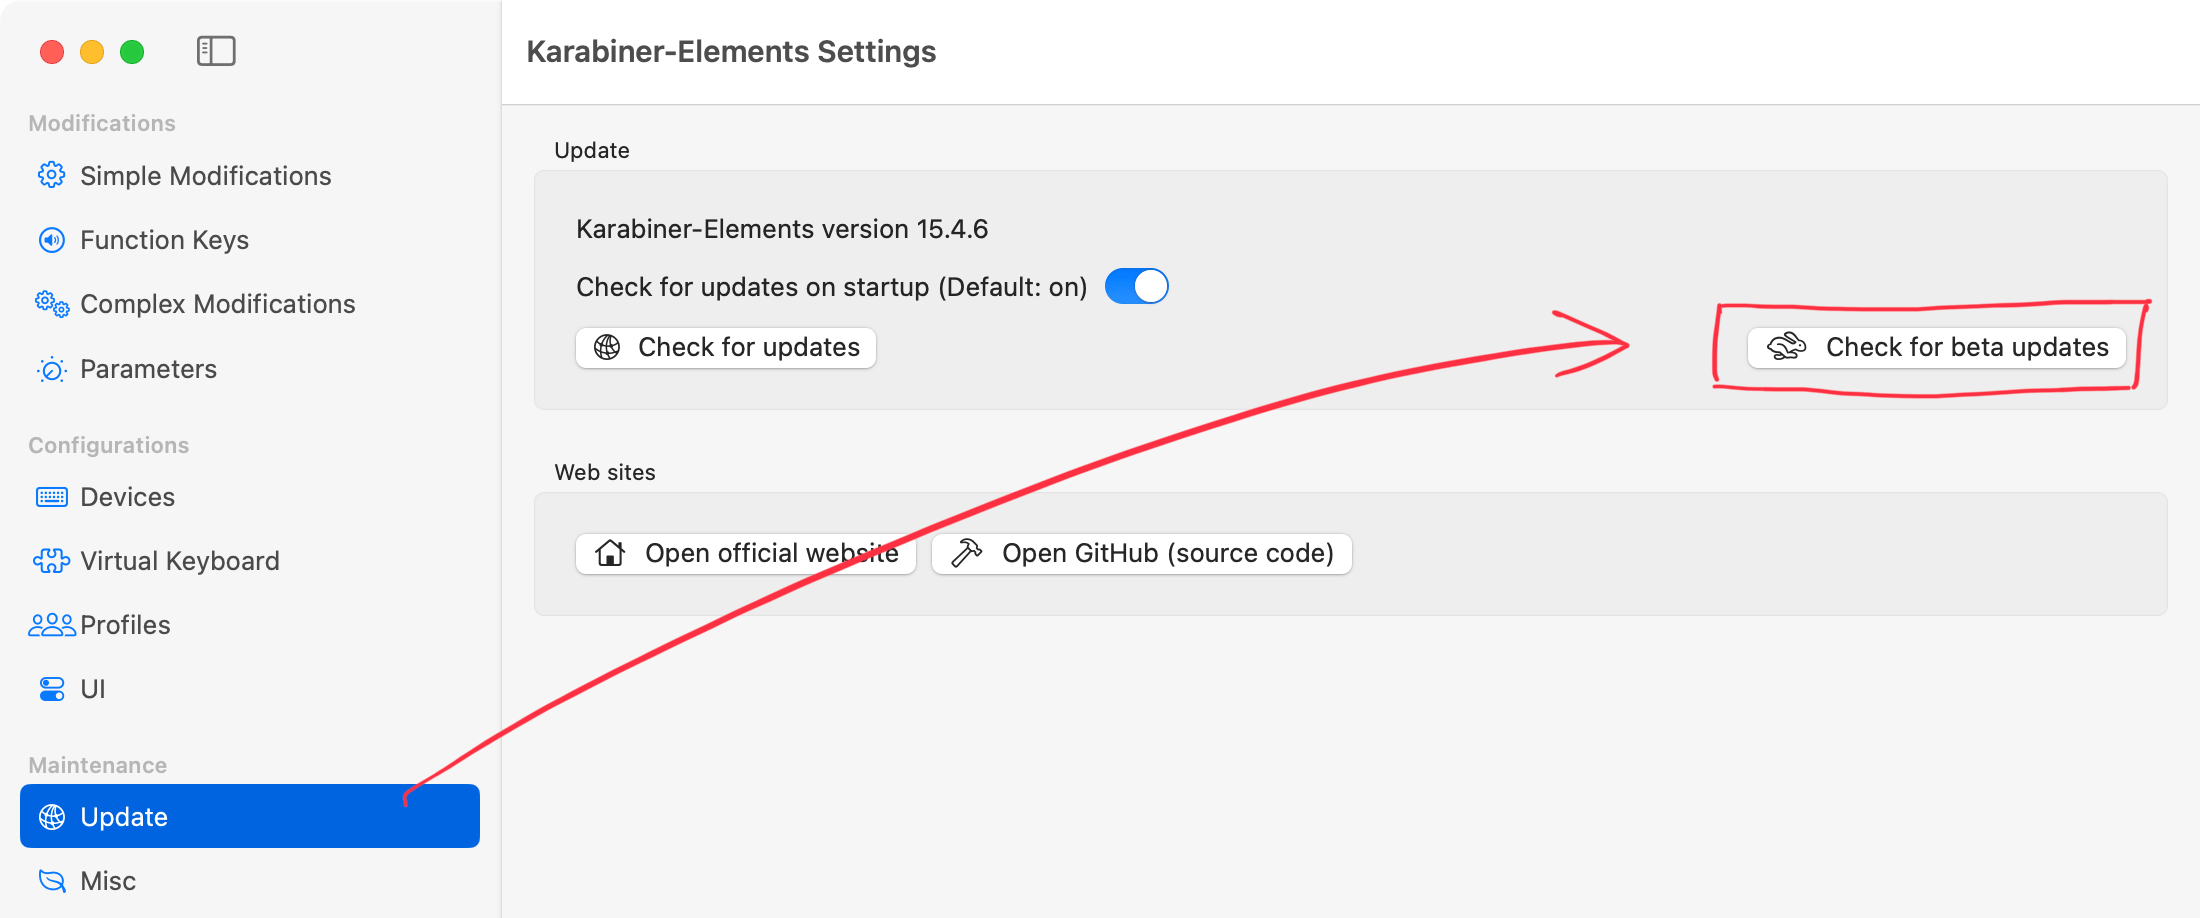 Karabiner-Elements Settings
Modifications
Simple Modifications
Function Keys
Complex Modifications
Parameters
Configurations
Devices
Virtual Keyboard
Profiles
UI
Maintenance
Update
Misc
Update
Karabiner-Elements version 15.4.6
Check for updates on startup (Default: on)
Check for updates
Check for beta updates
Web sites
Open official website
Open GitHub (source code)